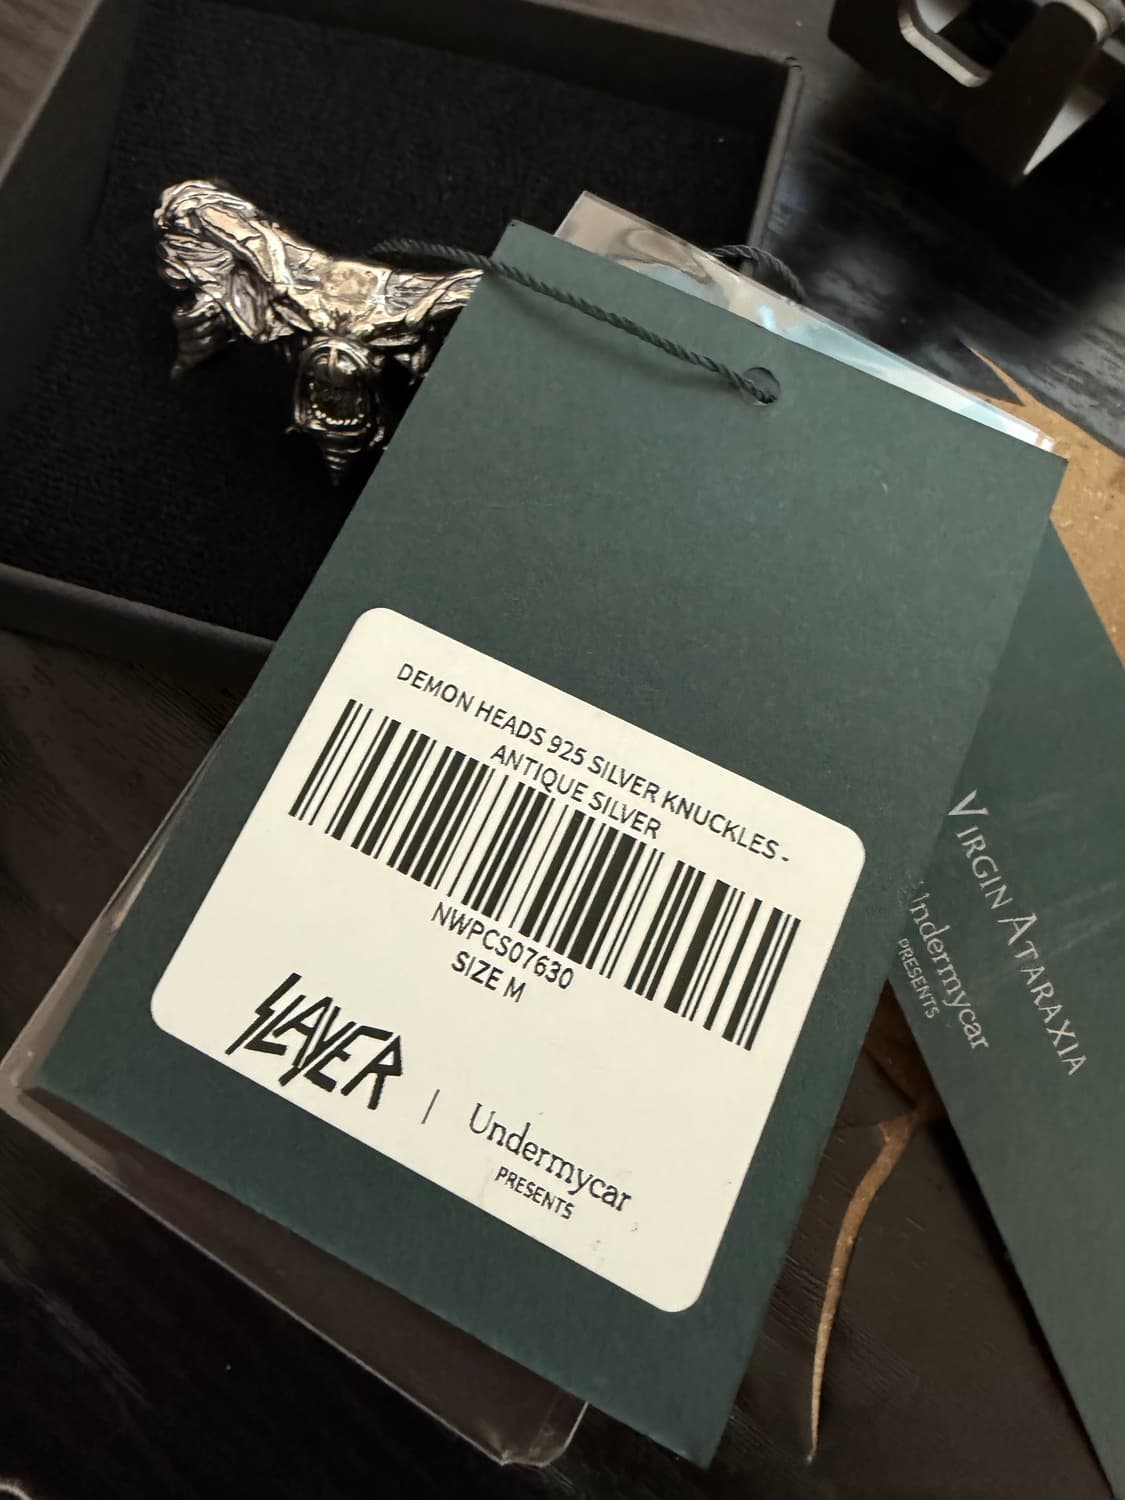 DEMON HEADS 925 SILVER KNUCKLES -
ANTIQUE SILVER
NWPCS07630
SIZE M
SLAYER | Undermycar
PRESENTS
VIRGIN ATARAXIA
Undermycar
PRESENTS